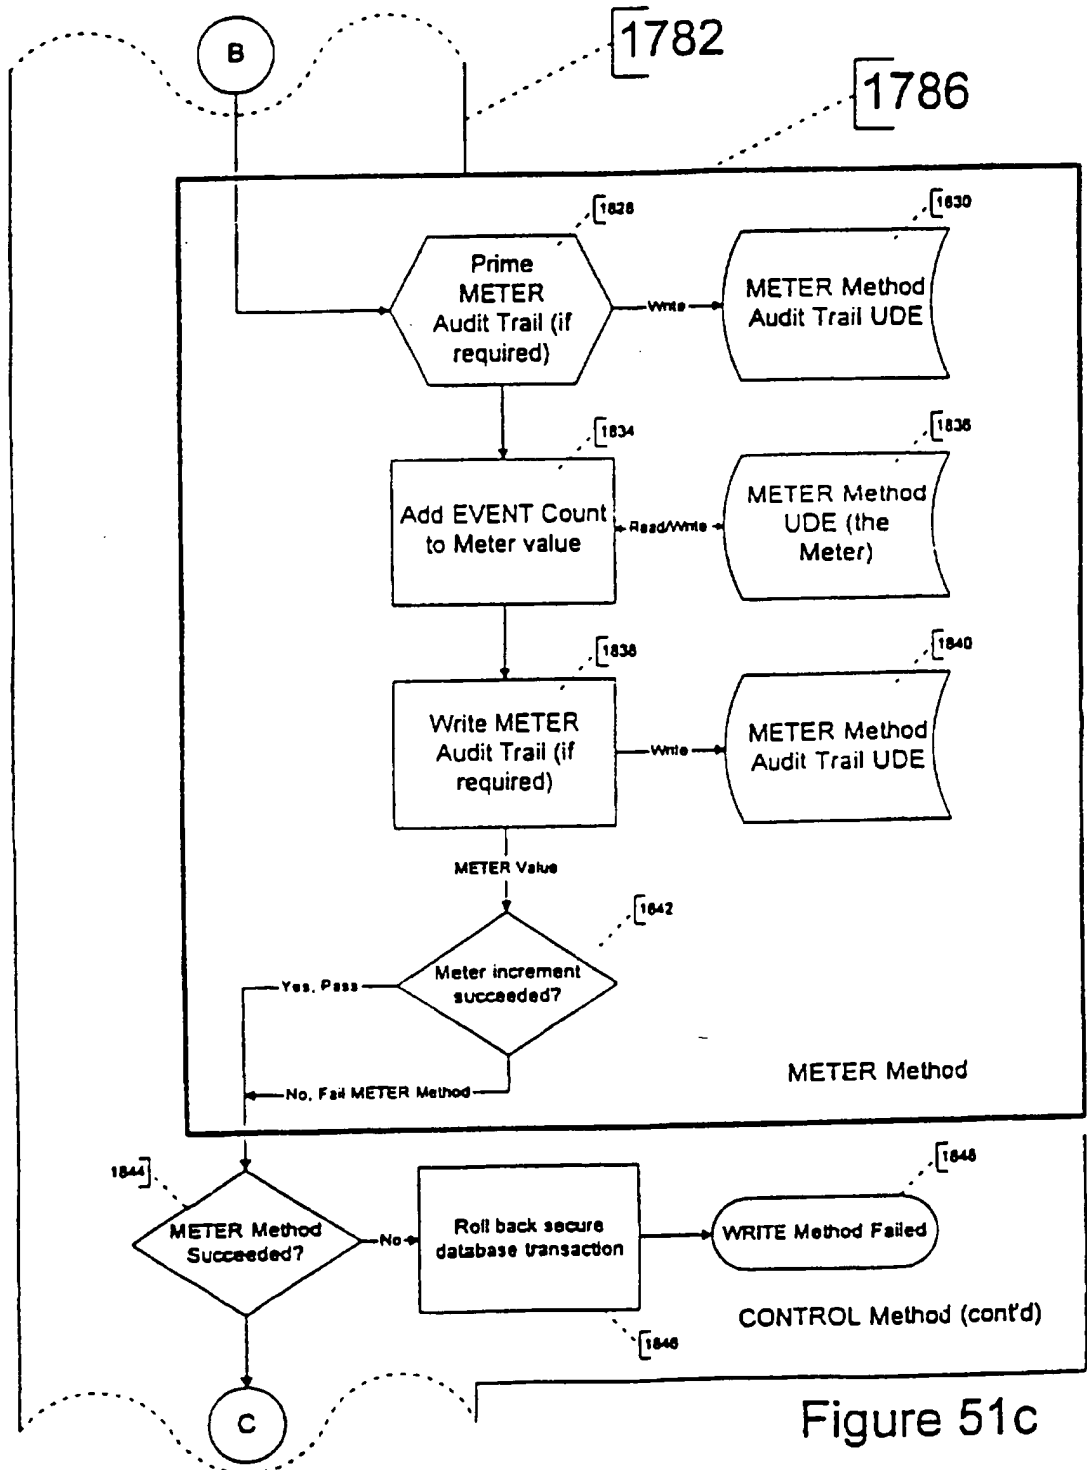 B
1782
1786
1828
Prime
METER
Audit Trail (if
required)
Write
1830
METER Method
Audit Trail UDE
1834
Add EVENT Count
to Meter value
Read/Write
1836
METER Method
UDE (the
Meter)
1838
Write METER
Audit Trail (if
required)
Write
1840
METER Method
Audit Trail UDE
METER Value
1842
Meter increment
succeeded?
Yes, Pass
No, Fail METER Method
METER Method
1844
METER Method
Succeeded?
No
Roll back secure
database transaction
1846
1848
WRITE Method Failed
CONTROL Method (cont'd)
C
Figure 51c